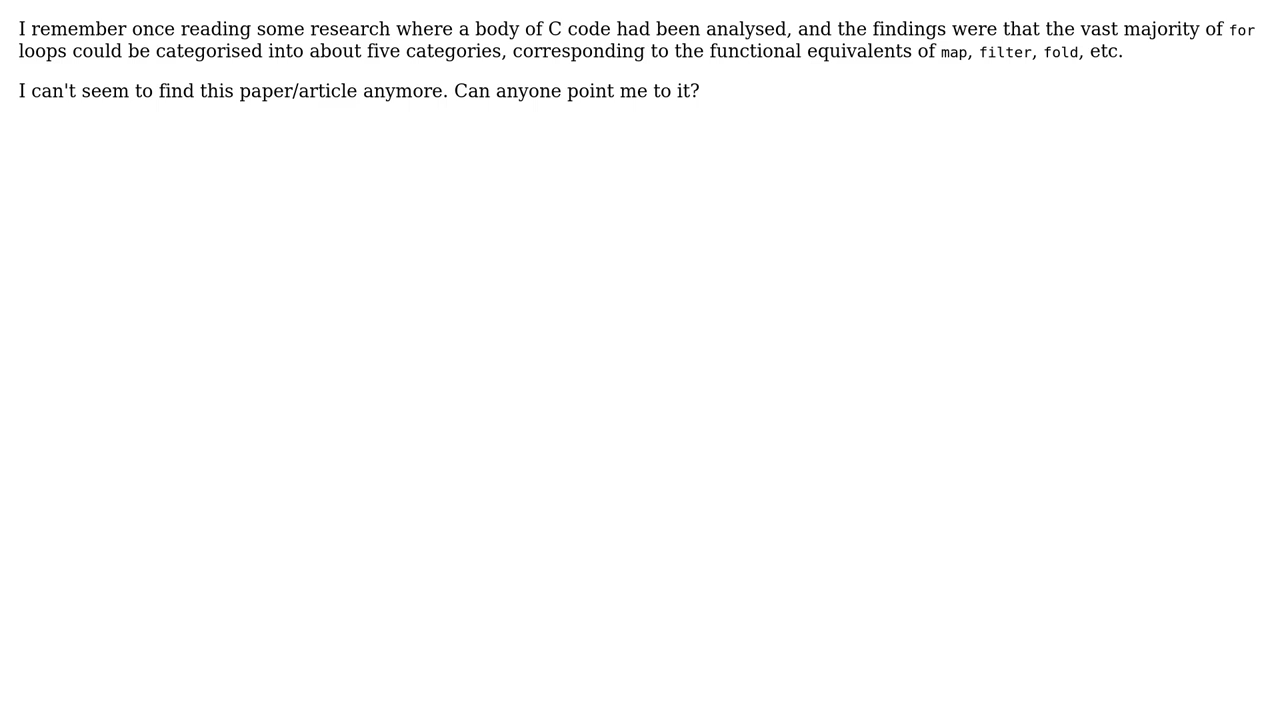 I remember once reading some research where a body of C code had been analysed, and the findings were that the vast majority of for
loops could be categorised into about five categories, corresponding to the functional equivalents of map, filter, fold, etc.
I can't seem to find this paper/article anymore. Can anyone point me to it?